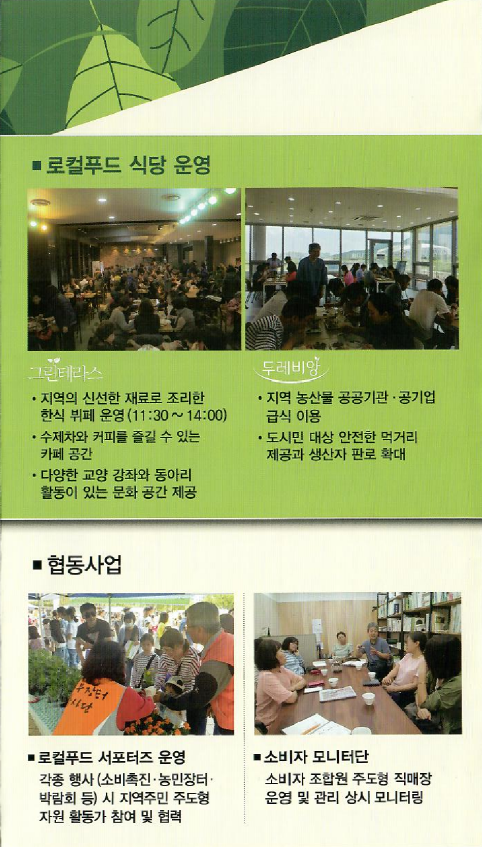 ■ 로컬푸드 식당 운영
그린테라스
• 지역의 신선한 재료로 조리한
한식 뷔페 운영(11:30 ~ 14:00)
• 수제차와 커피를 즐길 수 있는
카페 공간
• 다양한 교양 강좌와 동아리
활동이 있는 문화 공간 제공
두레비앙
• 지역 농산물 공공기관·공기업
급식 이용
• 도시민 대상 안전한 먹거리
제공과 생산자 판로 확대
■ 협동사업
■ 로컬푸드 서포터즈 운영
각종 행사 (소비촉진·농민장터·
박람회 등) 시 지역주민 주도형
자원 활동가 참여 및 협력
■ 소비자 모니터단
소비자 조합원 주도형 직매장
운영 및 관리 상시 모니터링